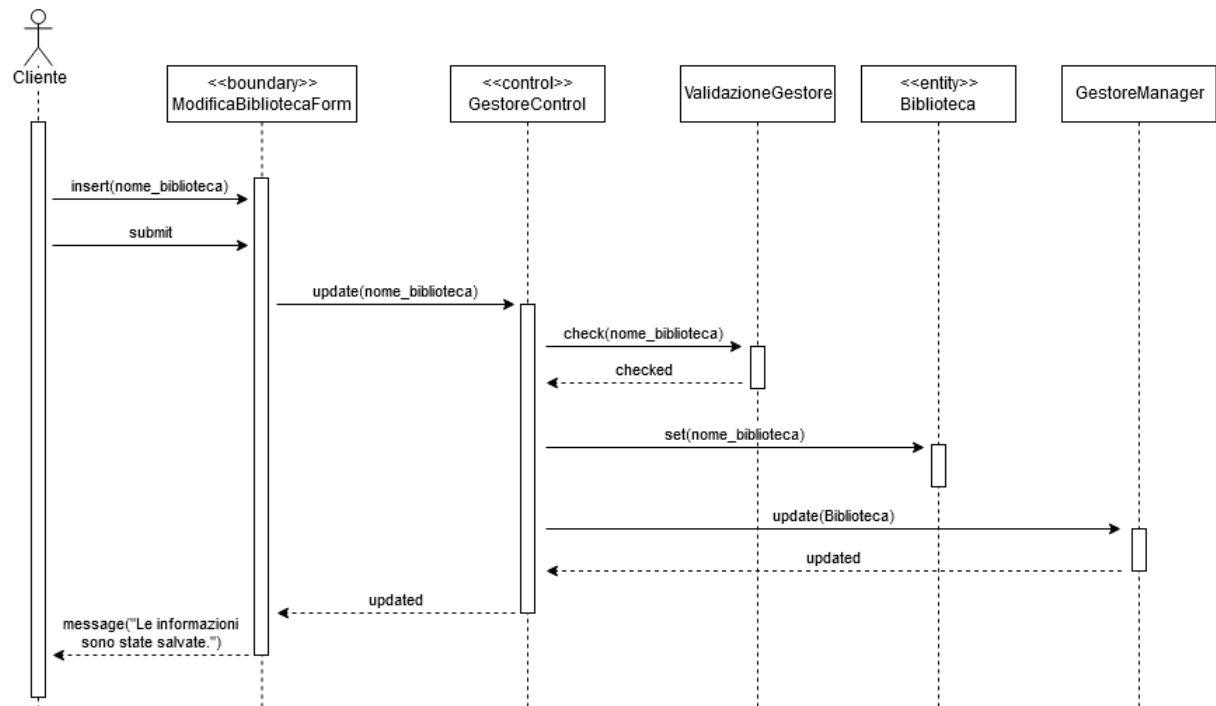 Cliente
<<boundary>>
ModificaBibliotecaForm
<<control>>
GestoreControl
ValidazioneGestore
<<entity>>
Biblioteca
GestoreManager
insert(nome_biblioteca)
submit
update(nome_biblioteca)
check(nome_biblioteca)
checked
set(nome_biblioteca)
update(Biblioteca)
updated
updated
message("Le informazioni
sono state salvate.")